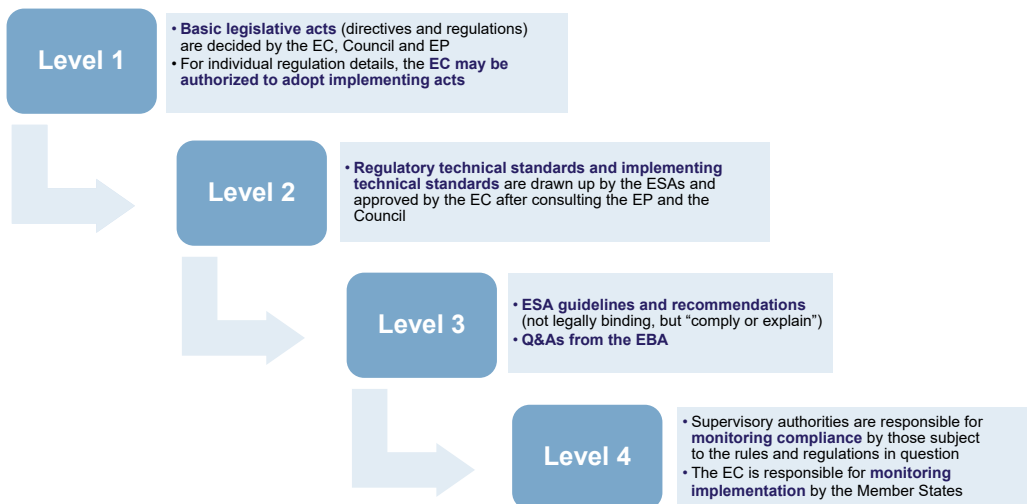 Level 1
• Basic legislative acts (directives and regulations)
are decided by the EC, Council and EP
• For individual regulation details, the EC may be
authorized to adopt implementing acts
Level 2
• Regulatory technical standards and implementing
technical standards are drawn up by the ESAs and
approved by the EC after consulting the EP and the
Council
Level 3
• ESA guidelines and recommendations
(not legally binding, but “comply or explain”)
• Q&As from the EBA
Level 4
• Supervisory authorities are responsible for
monitoring compliance by those subject
to the rules and regulations in question
• The EC is responsible for monitoring
implementation by the Member States